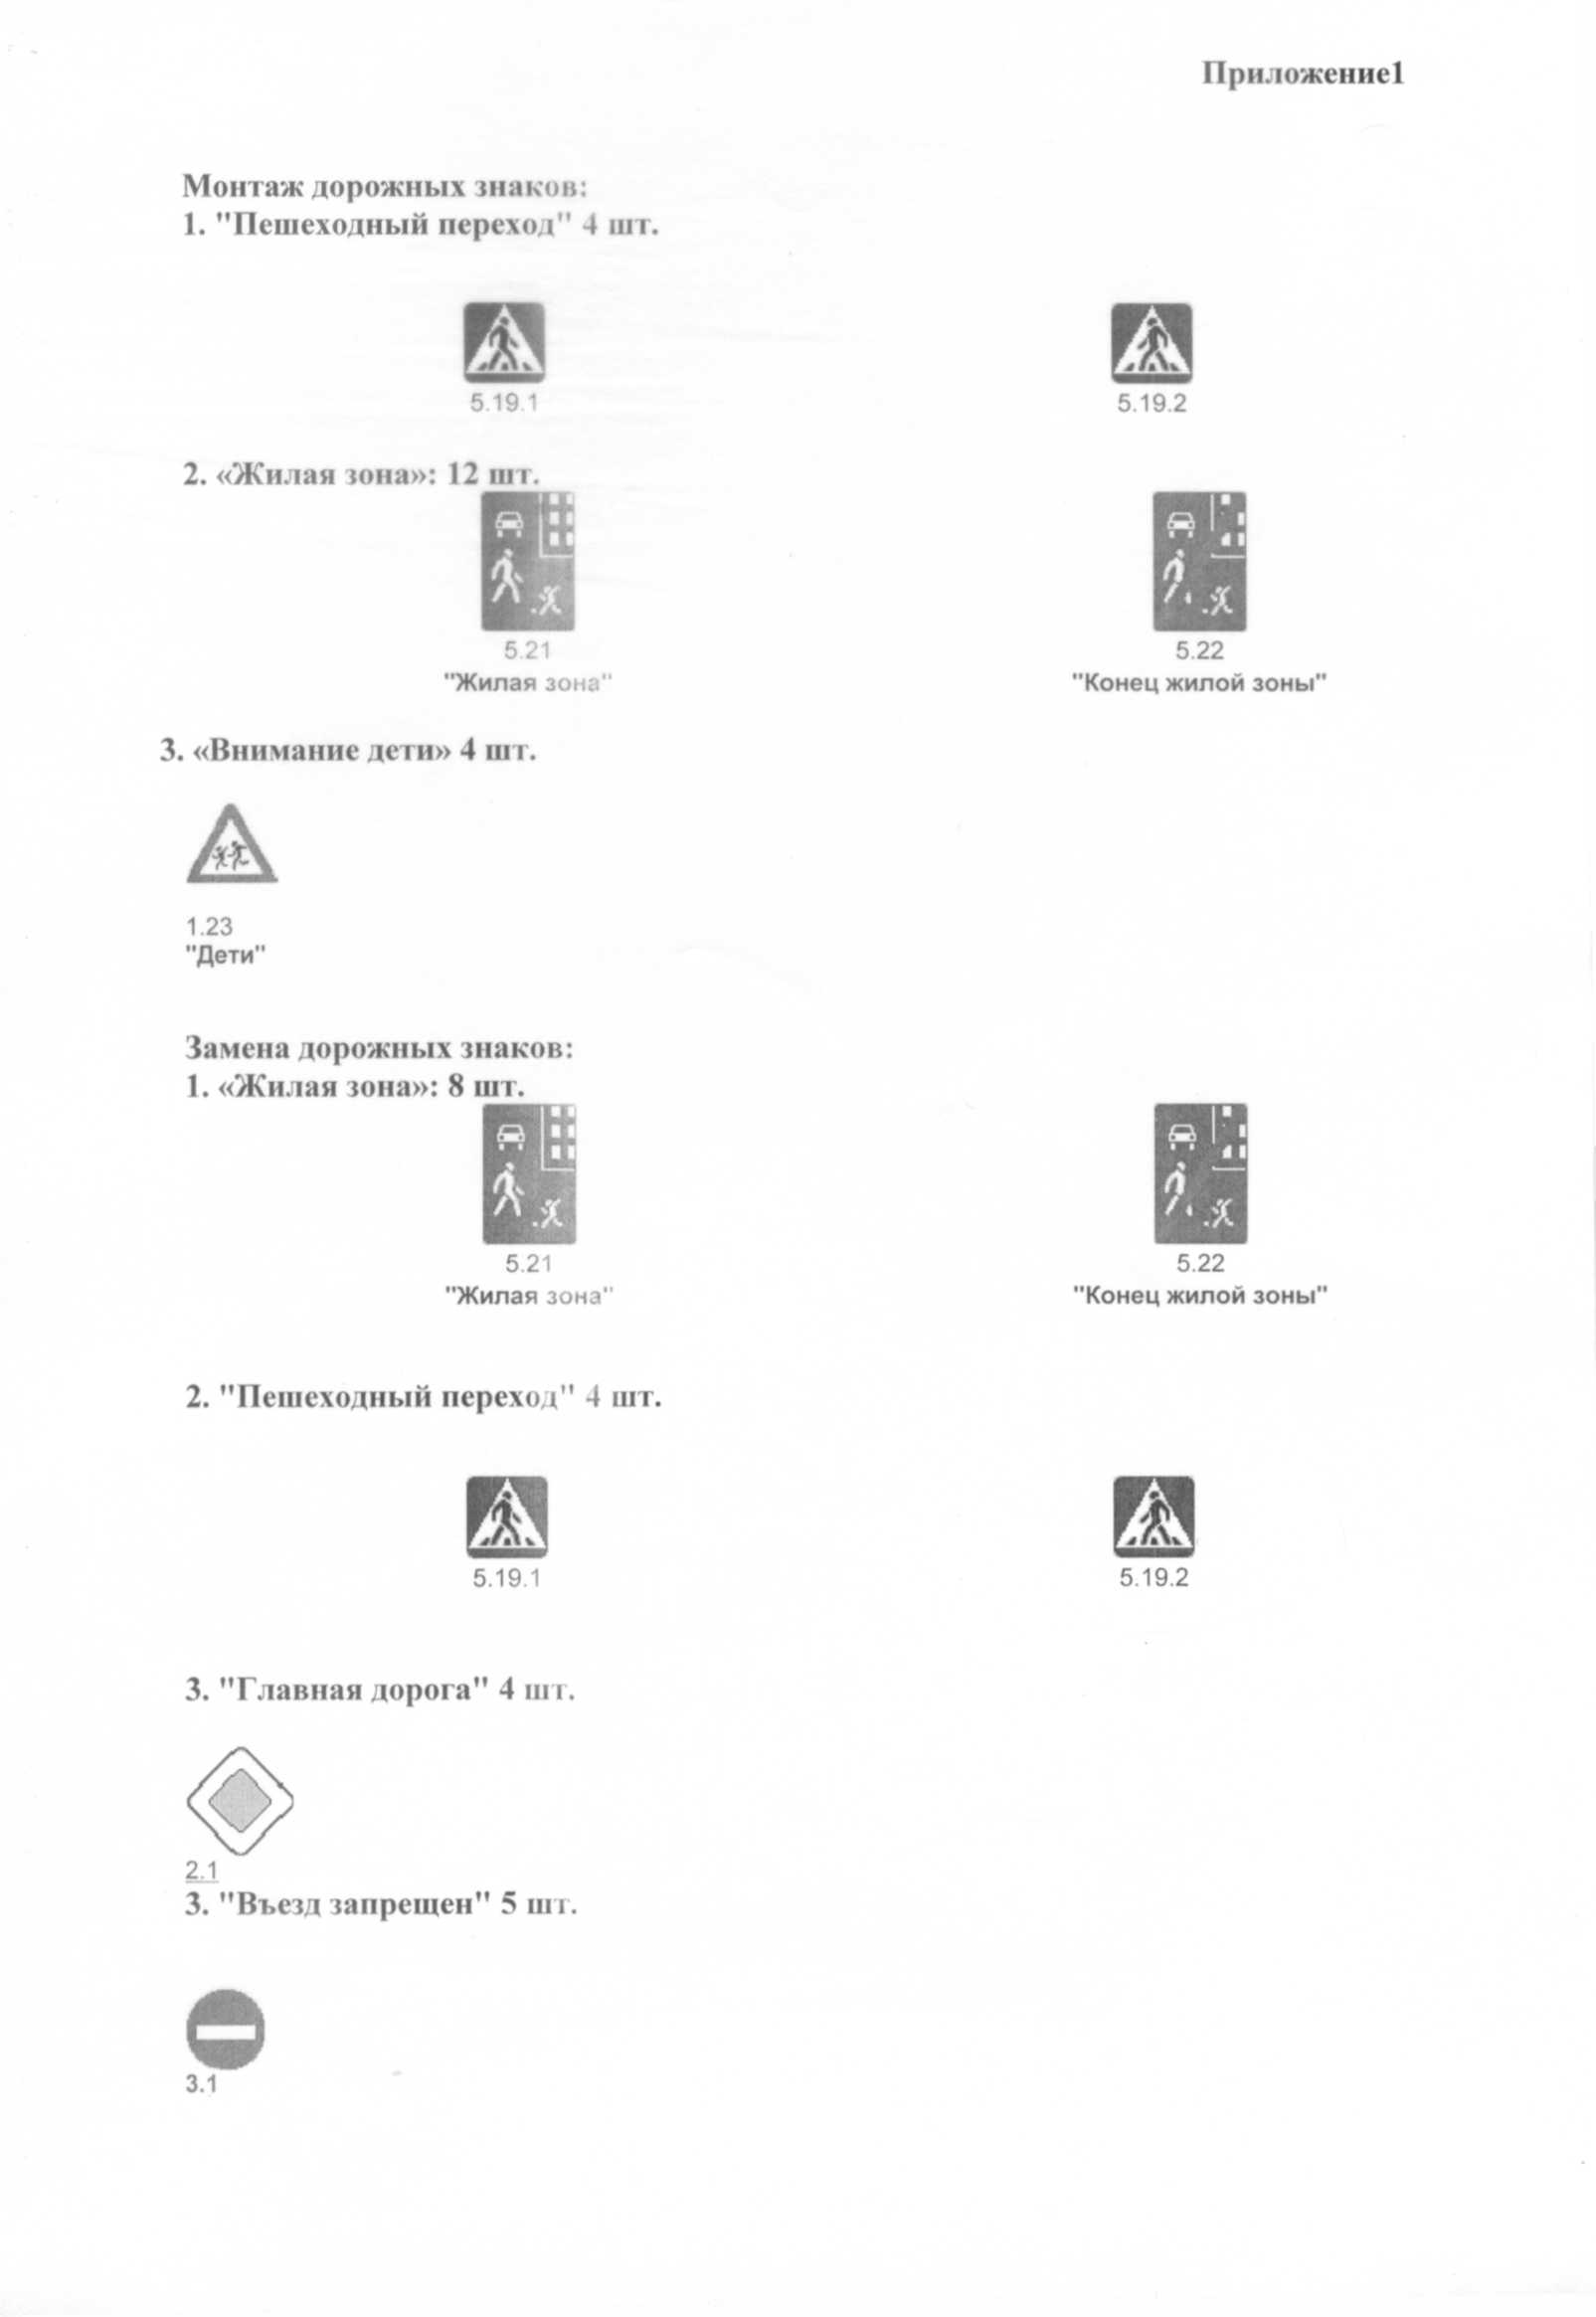 Приложение1
Монтаж дорожных знаков:
1. "Пешеходный переход" 4 шт.
5.19.1
5.19.2
2. «Жилая зона»: 12 шт.
5.21
5.22
"Жилая зона"
"Конец жилой зоны"
3. «Внимание дети» 4 шт.
1.23
"Дети"
Замена дорожных знаков:
1. «Жилая зона»: 8 шт.
5.21
5.22
"Жилая зона"
"Конец жилой зоны"
2. "Пешеходный переход" 4 шт.
5.19.1
5.19.2
3. "Главная дорога" 4 шт.
2.1
3. "Въезд запрещен" 5 шт.
3.1